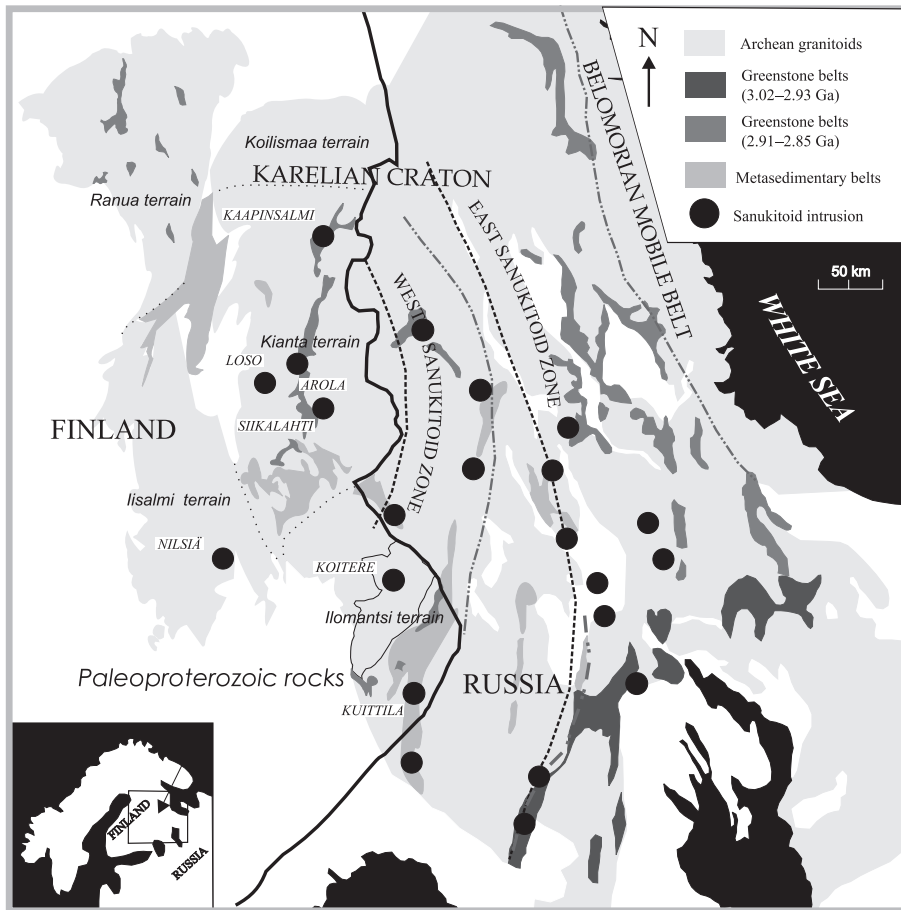 N
Archean granitoids
Greenstone belts
(3.02–2.93 Ga)
Greenstone belts
(2.91–2.85 Ga)
Metasedimentary belts
Sanukitoid intrusion
50 km
BELOMORIAN MOBILE BELT
WHITE SEA
Koilismaa terrain
KARELIAN CRATON
Ranua terrain
KAAPINSALMI
EAST SANUKITOID ZONE
WEST SANUKITOID ZONE
Kianta terrain
LOSO
AROLA
SIIKALAHTI
FINLAND
Iisalmi terrain
NILSIÄ
KOITERE
Ilomantsi terrain
Paleoproterozoic rocks
RUSSIA
KUITTILA
FINLAND
RUSSIA